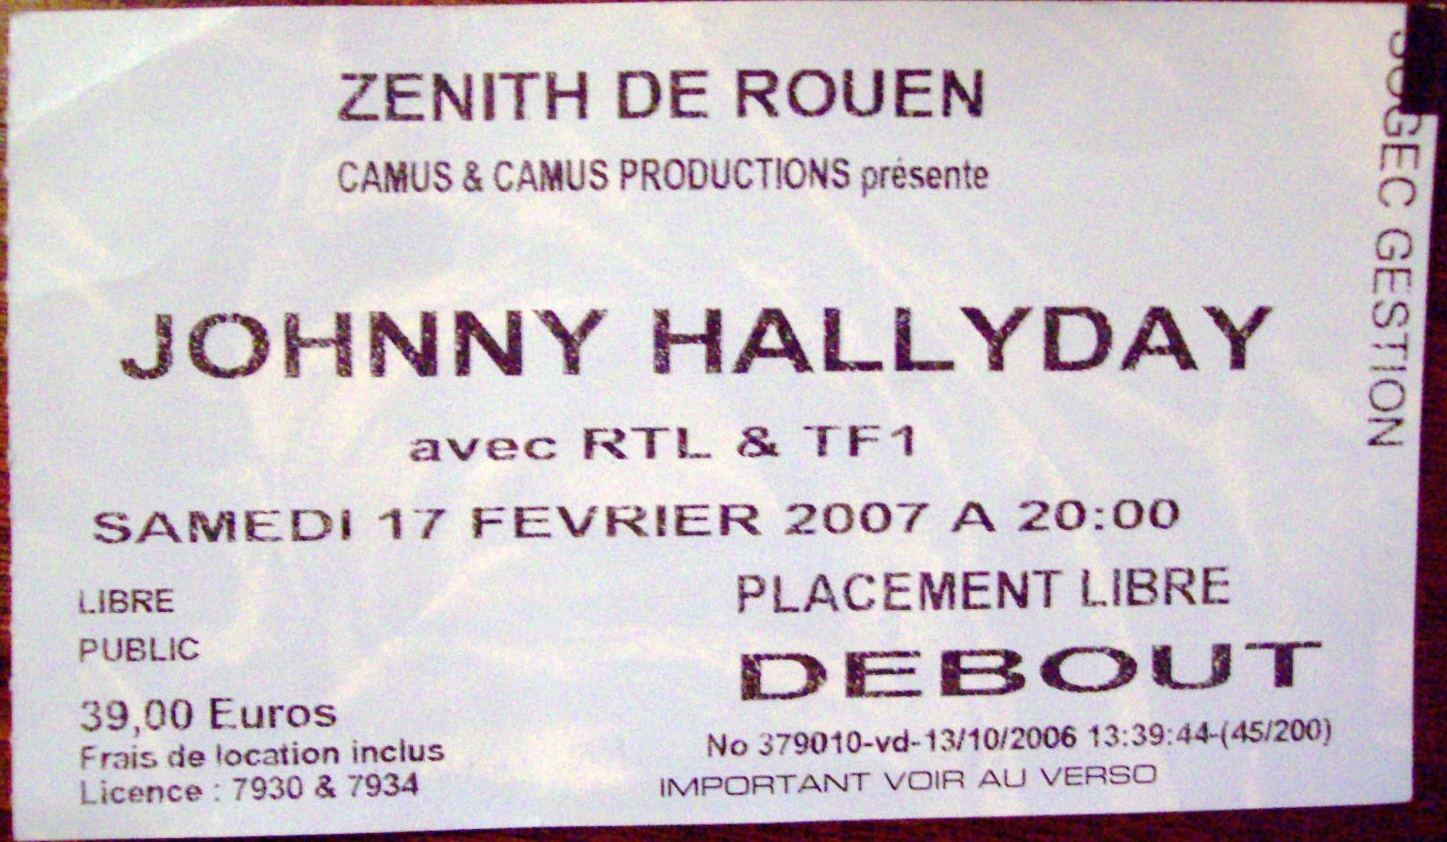 ZENITH DE ROUEN
CAMUS & CAMUS PRODUCTIONS présente
JOHNNY HALLYDAY
avec RTL & TF1
SAMEDI 17 FEVRIER 2007 A 20:00
LIBRE
PUBLIC
39,00 Euros
Frais de location inclus
Licence : 7930 & 7934
PLACEMENT LIBRE
DEBOUT
No 379010-vd-13/10/2006 13:39:44-(45/200)
IMPORTANT VOIR AU VERSO
SOGEC GESTION